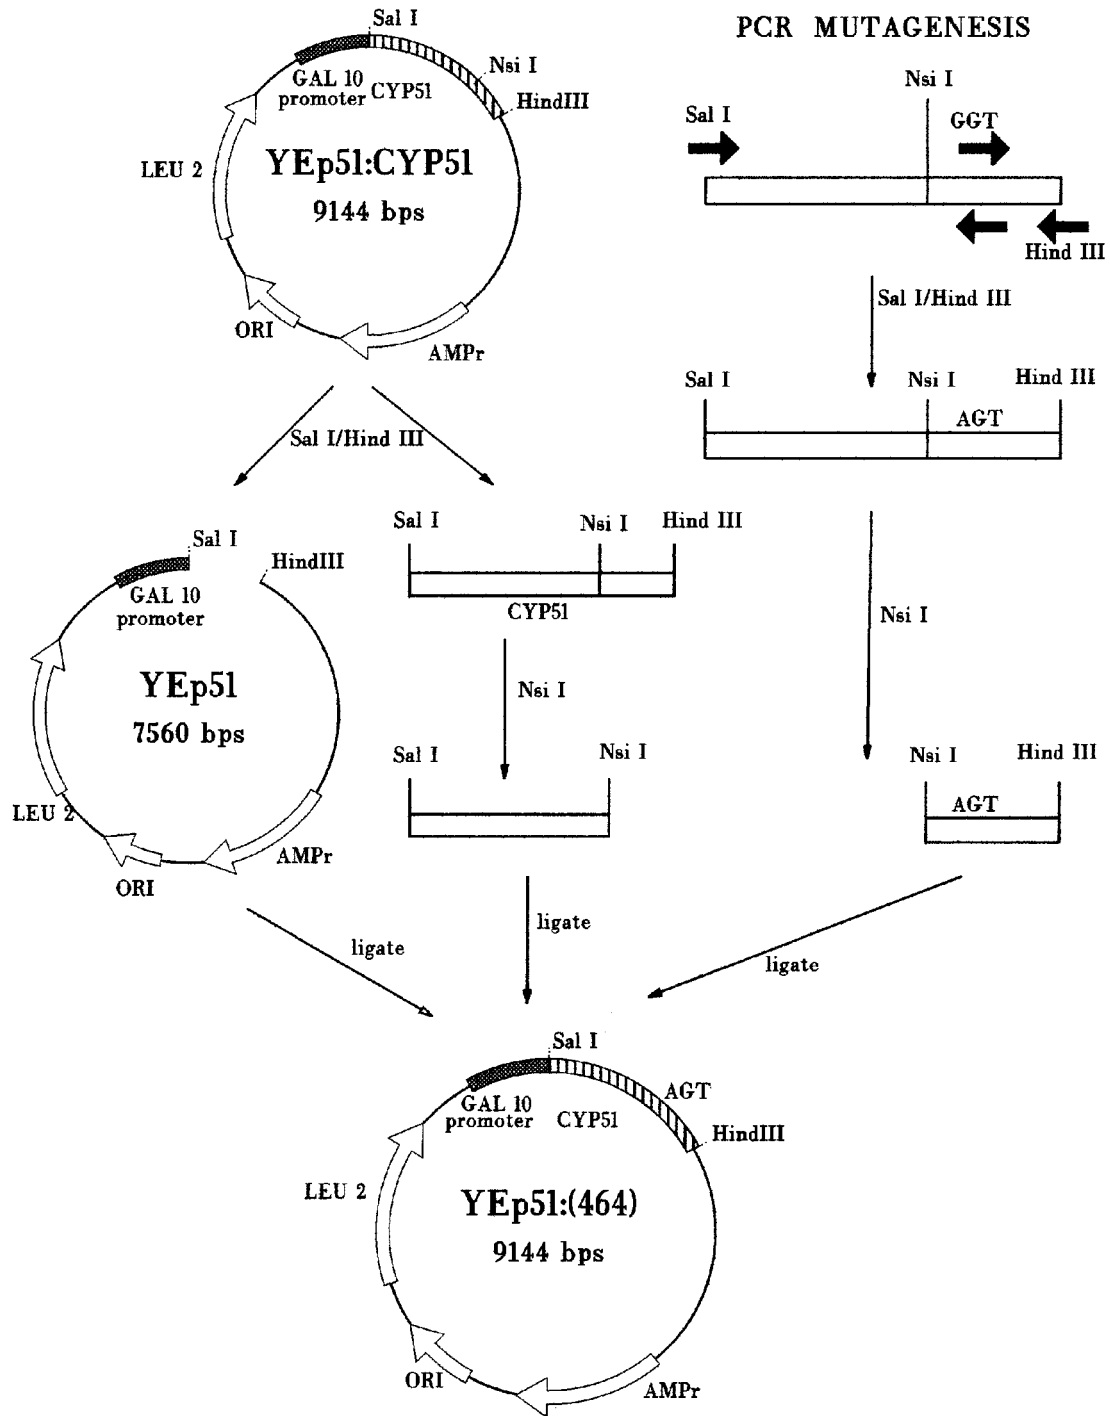 Sal I
GAL 10
promoter
CYP51
Nsi I
HindIII
LEU 2
YEp51:CYP51
9144 bps
ORI
AMPr
PCR MUTAGENESIS
Sal I
Nsi I
GGT
Hind III
Sal I/Hind III
Sal I
Nsi I
Hind III
AGT
Sal I/Hind III
Sal I
HindIII
GAL 10
promoter
YEp51
7560 bps
LEU 2
ORI
AMPr
Sal I
Nsi I
Hind III
CYP51
Nsi I
Sal I
Nsi I
Nsi I
Nsi I
Hind III
AGT
ligate
ligate
ligate
Sal I
GAL 10
promoter
CYP51
AGT
HindIII
LEU 2
YEp51:(464)
9144 bps
ORI
AMPr